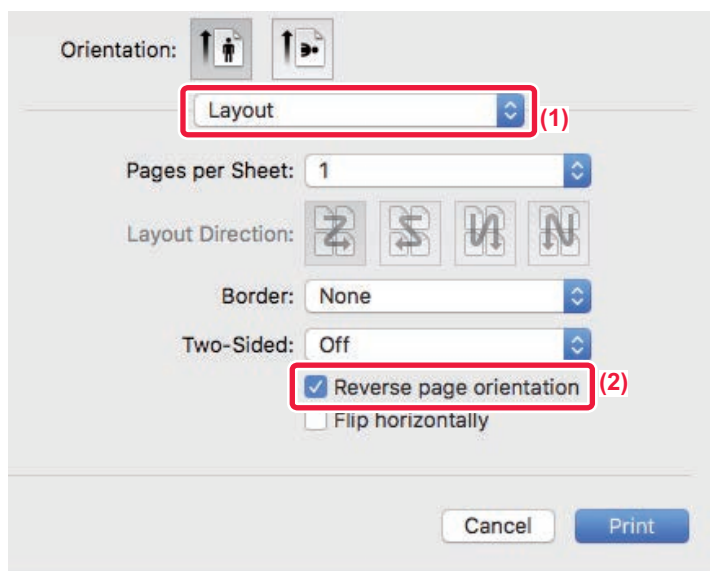 Orientation:
Layout
(1)
Pages per Sheet: 1
Layout Direction:
Border: None
Two-Sided: Off
Reverse page orientation
(2)
Flip horizontally
Cancel Print